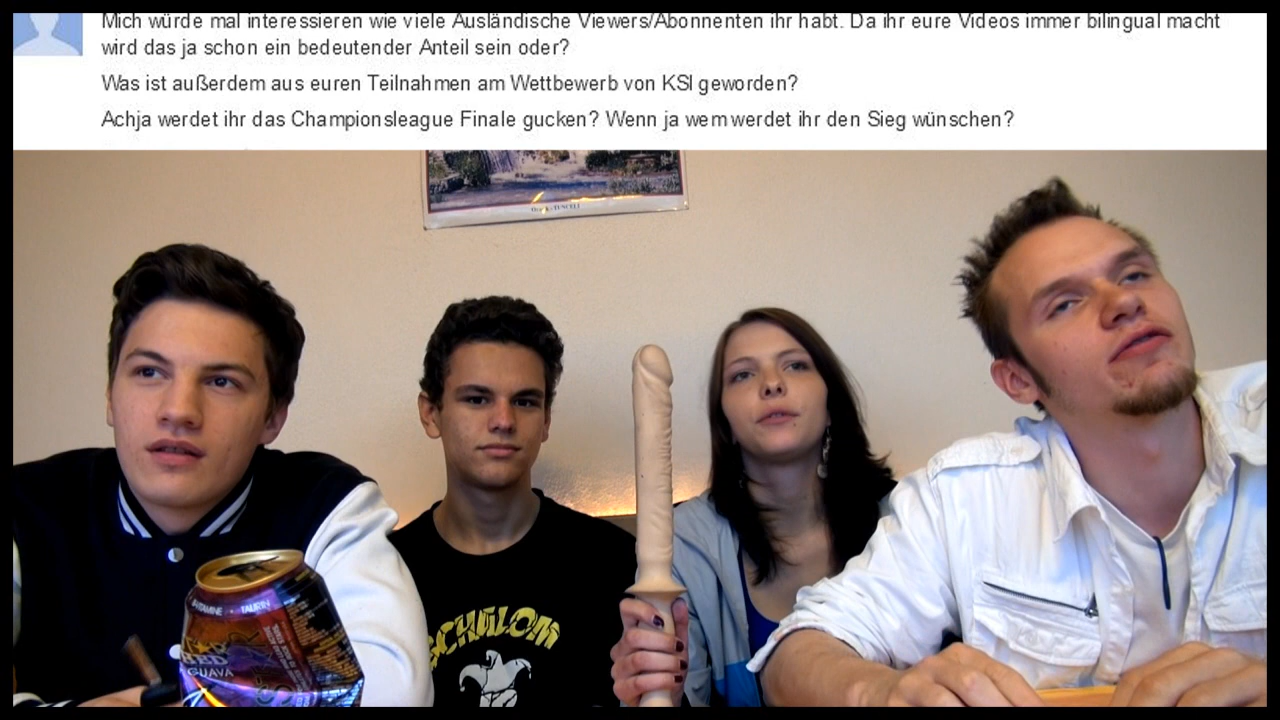 Mich würde mal interessieren wie viele Ausländische Viewers/Abonnenten ihr habt. Da ihr eure Videos immer bilingual macht
wird das ja schon ein bedeutender Anteil sein oder?
Was ist außerdem aus euren Teilnahmen am Wettbewerb von KSI geworden?
Achja werdet ihr das Championsleague Finale gucken? Wenn ja wem werdet ihr den Sieg wünschen?
TAURIN
GUAVA
SCHALOM